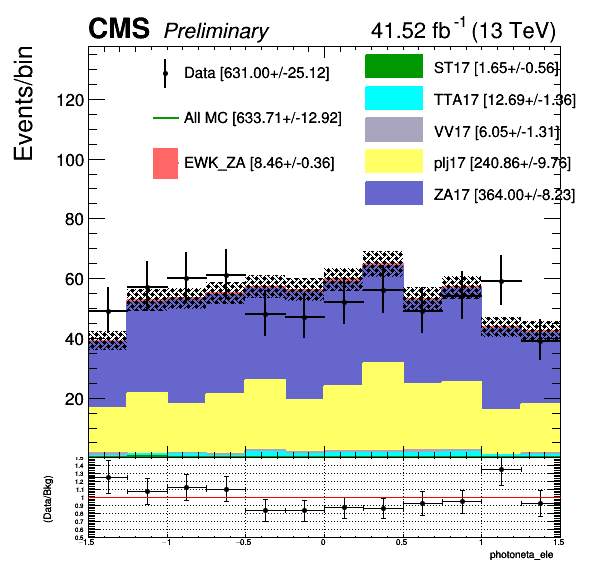 CMS Preliminary 41.52 fb⁻¹ (13 TeV)
Events/bin
Data [631.00+/-25.12]
All MC [633.71+/-12.92]
EWK_ZA [8.46+/-0.36]
ST17 [1.65+/-0.56]
TTA17 [12.69+/-1.36]
VV17 [6.05+/-1.31]
plj17 [240.86+/-9.76]
ZA17 [364.00+/-8.23]
120
100
80
60
40
20
(Data/Bkg)
1.5
1.4
1.3
1.2
1.1
1
0.9
0.8
0.7
0.6
0.5
-1.5 −1 -0.5 0 0.5 1 1.5
photoneta_ele